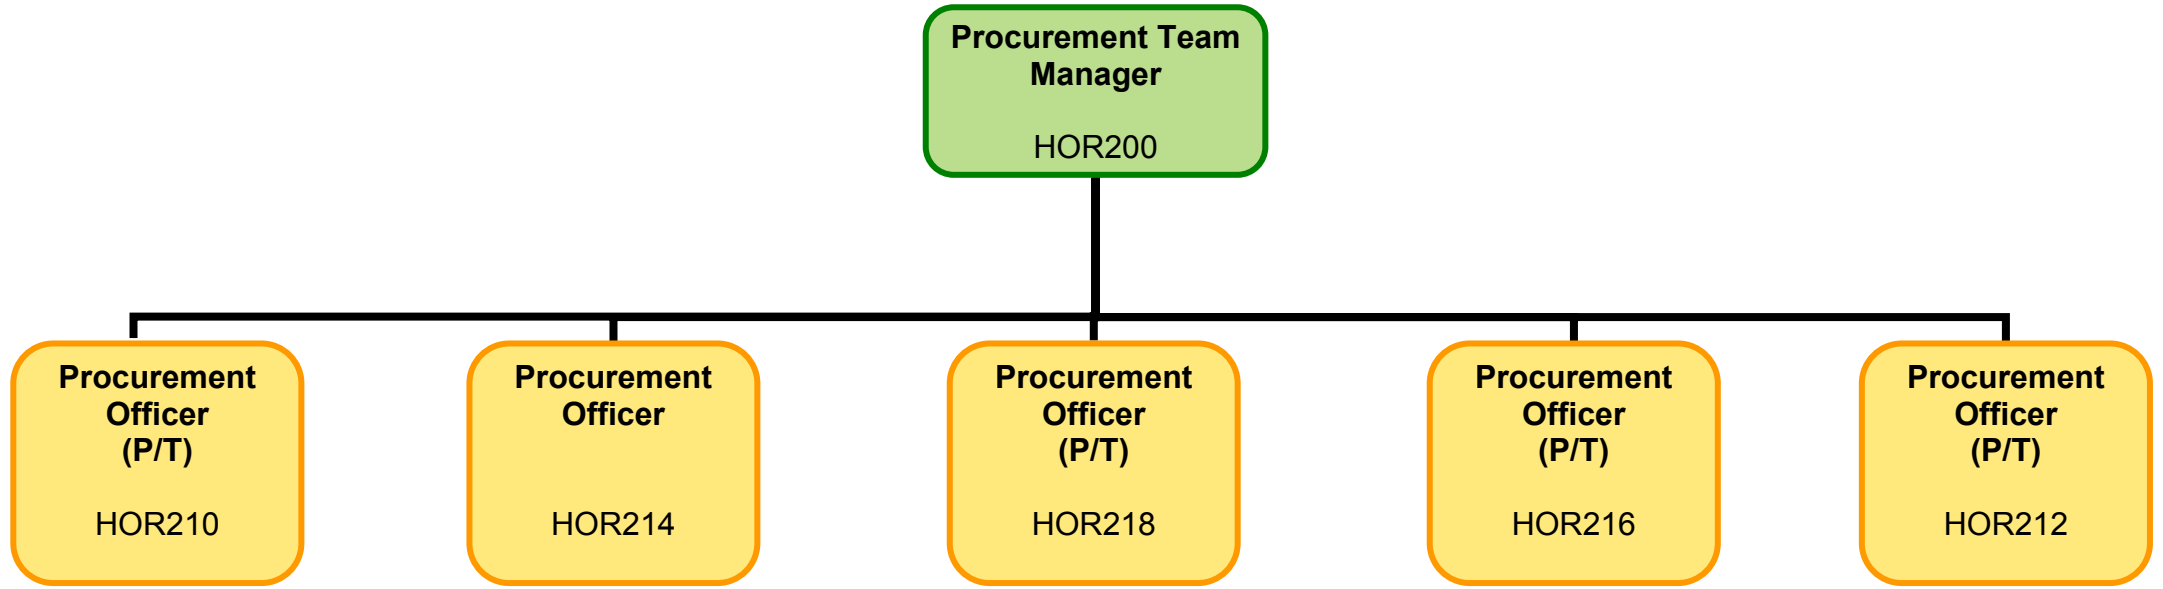 Procurement Team
Manager
HOR200
Procurement
Officer
(P/T)
HOR210
Procurement
Officer
HOR214
Procurement
Officer
(P/T)
HOR218
Procurement
Officer
(P/T)
HOR216
Procurement
Officer
(P/T)
HOR212